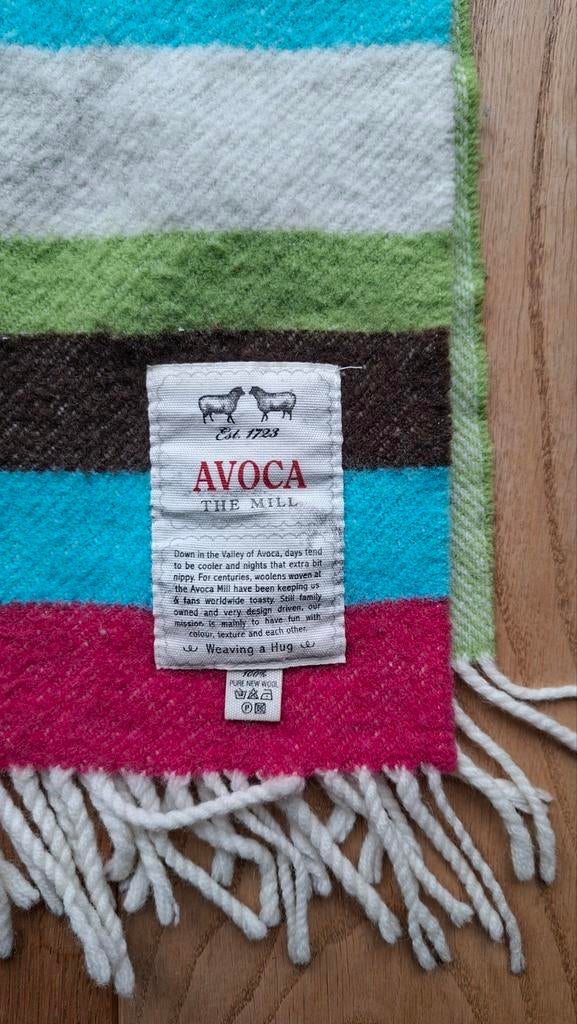 Est. 1723
AVOCA
THE MILL
Down in the Valley of Avoca, days tend
to be cooler and nights that extra bit
nippy. For centuries, woolens woven at
the Avoca Mill have been keeping us
& fans worldwide toasty. Still family
owned and very design driven, our
mission is mainly to have fun with
colour, texture and each other.
Weaving a Hug
100%
PURE NEW WOOL
P